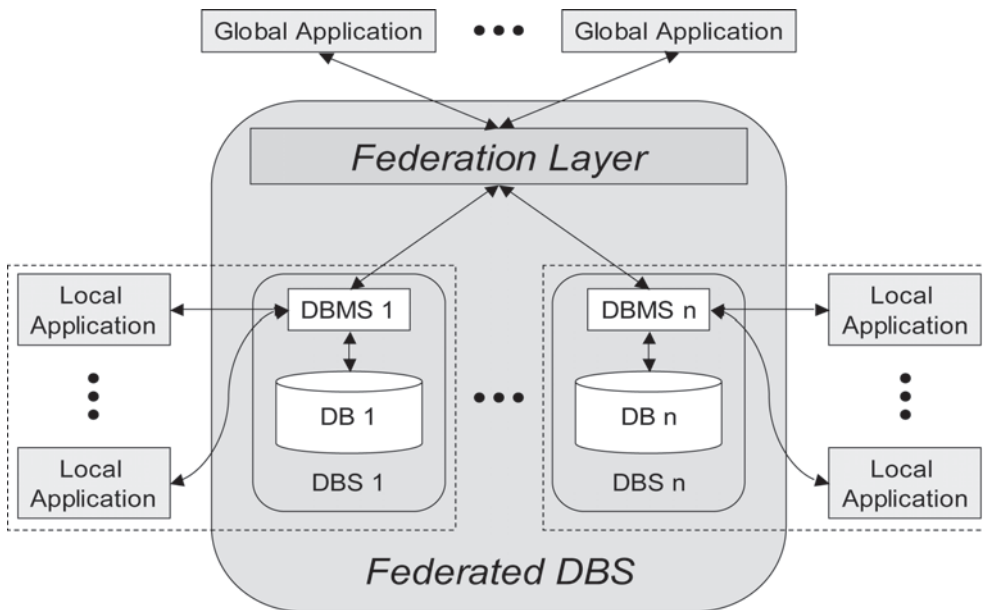 Global Application
Global Application
Federation Layer
Local
Application
DBMS 1
DBMS n
Local
Application
DB 1
DB n
Local
Application
DBS 1
DBS n
Local
Application
Federated DBS